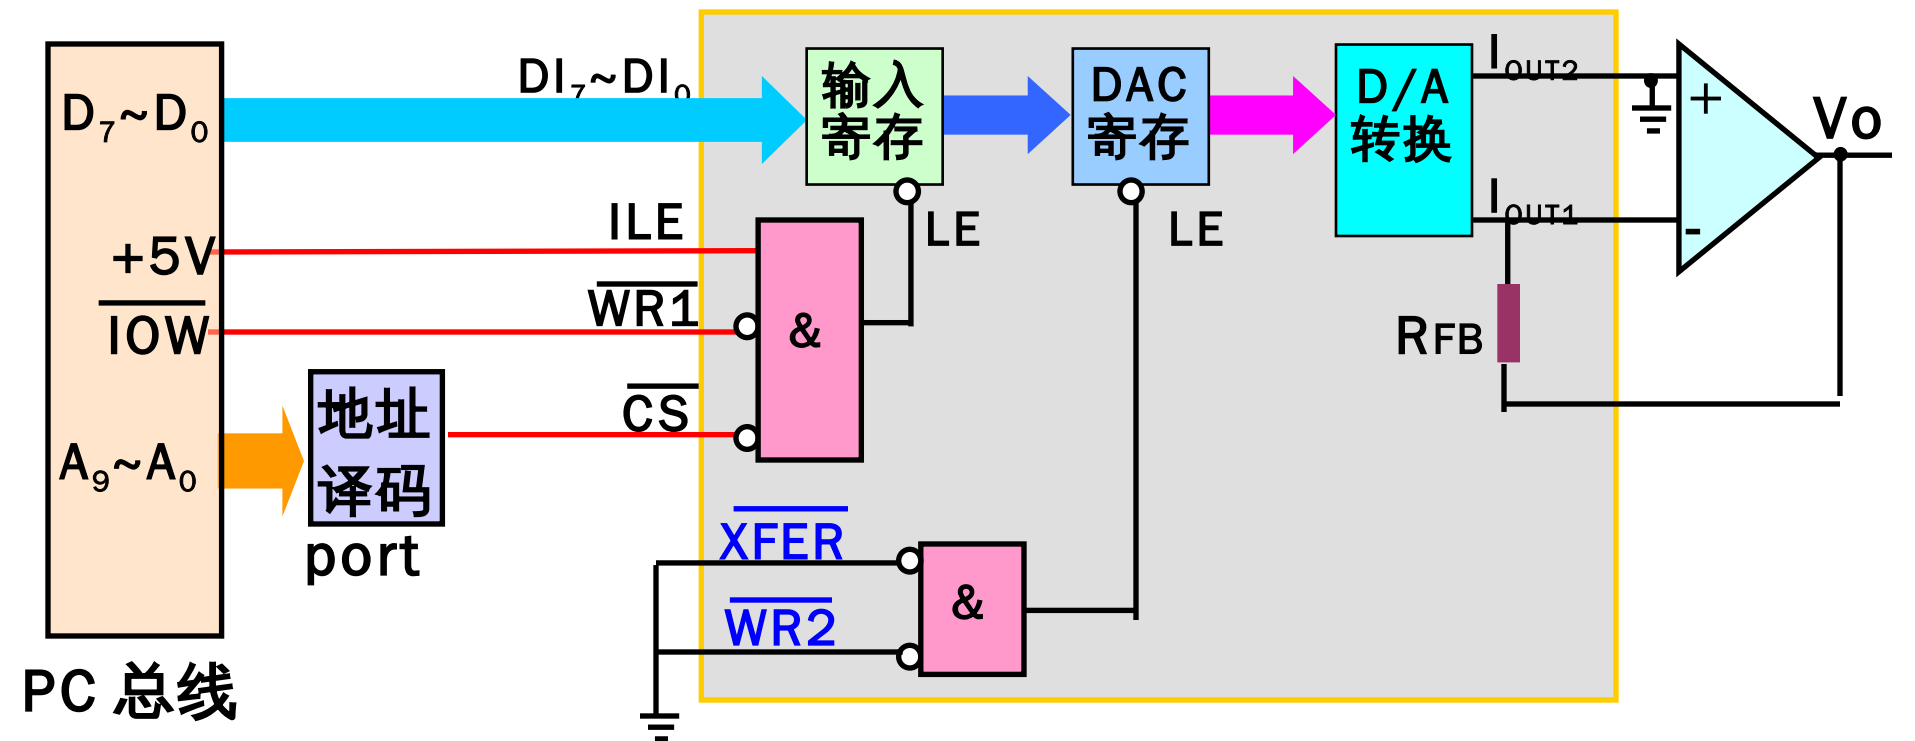 D7~D0
+5V
IOW
A9~A0
PC 总线
地址
译码
port
DI7~DI0
ILE
WR1
CS
XFER
WR2
&
&
输入
寄存
LE
DAC
寄存
LE
D/A
转换
IOUT2
IOUT1
RFB
+
-
Vo